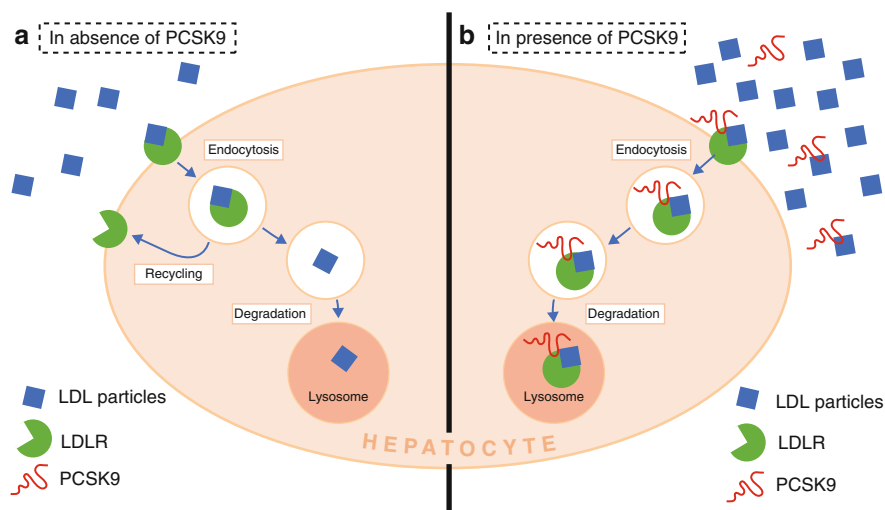 a In absence of PCSK9
Endocytosis
Recycling
Degradation
Lysosome
LDL particles
LDLR
PCSK9
b In presence of PCSK9
Endocytosis
Degradation
Lysosome
LDL particles
LDLR
PCSK9
HEPATOCYTE